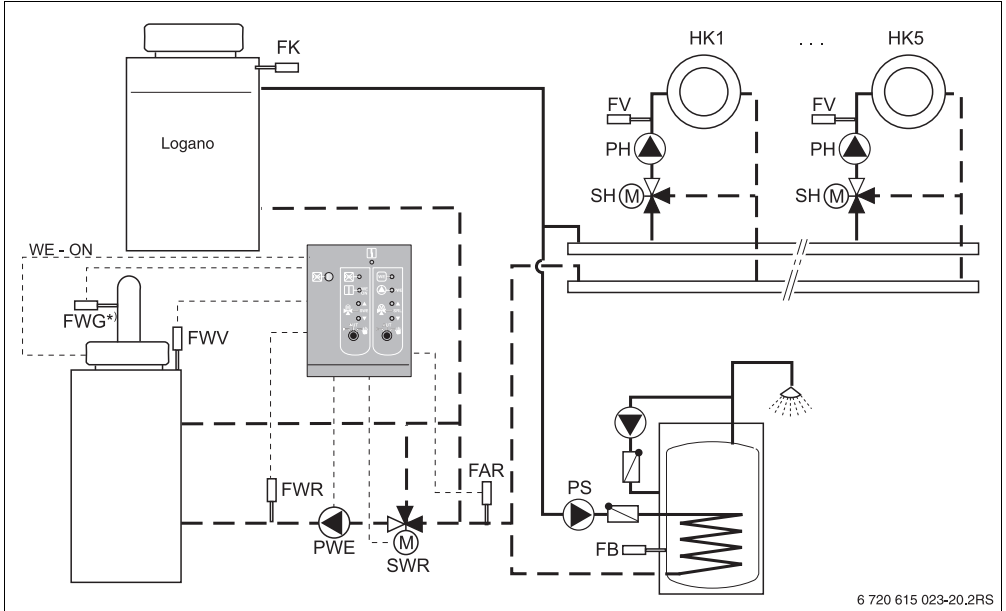 FK
HK1
. . .
HK5
FV
FV
Logano
PH
PH
SH
M
SH
M
WE - ON
FWG*)
FWV
FWR
FAR
PS
PWE
M
SWR
FB
6 720 615 023-20.2RS